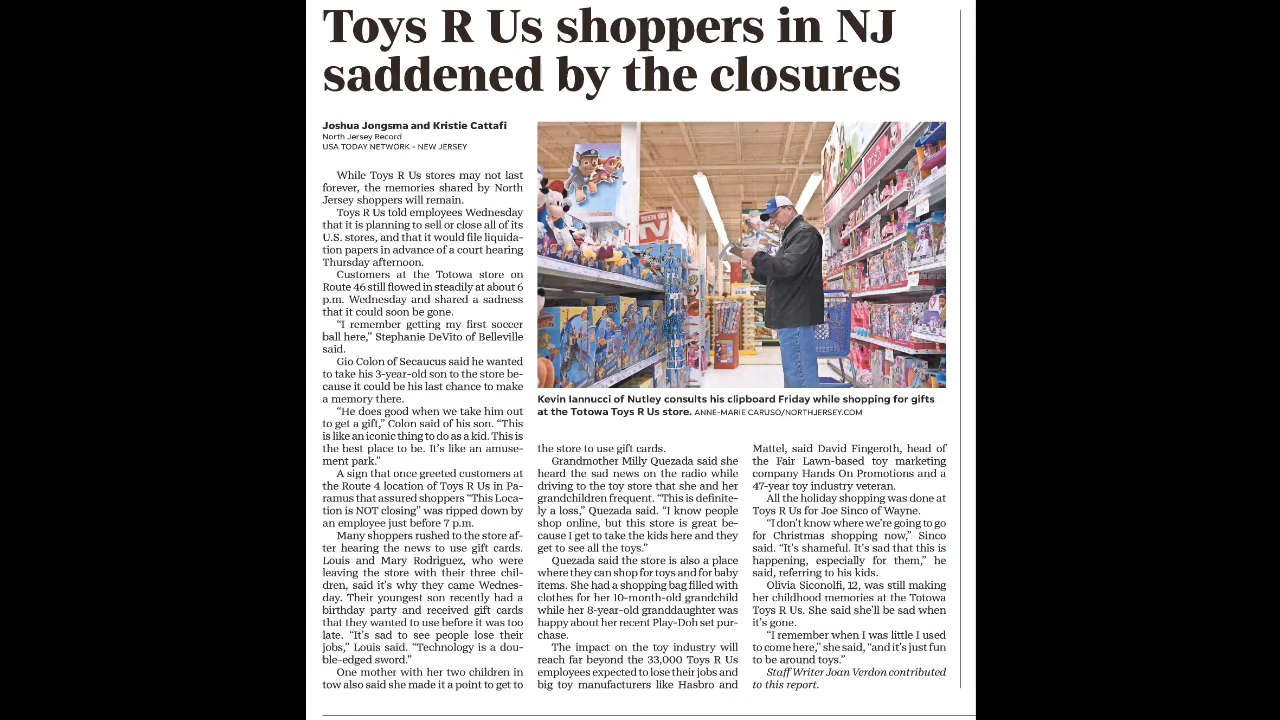 Toys R Us shoppers in NJ
saddened by the closures
Joshua Jongsma and Kristie Cattafi
North Jersey Record
USA TODAY NETWORK - NEW JERSEY
While Toys R Us stores may not last
forever, the memories shared by North
Jersey shoppers will remain.
Toys R Us told employees Wednesday
that it is planning to sell or close all of its
U.S. stores, and that it would file liquida-
tion papers in advance of a court hearing
Thursday afternoon.
Customers at the Totowa store on
Route 46 still flowed in steadily at about 6
p.m. Wednesday and shared a sadness
that it could soon be gone.
"I remember getting my first soccer
ball here," Stephanie DeVito of Belleville
said.
Gio Colon of Secaucus said he wanted
to take his 3-year-old son to the store be-
cause it could be his last chance to make
a memory there.
"He does good when we take him out
to get a gift," Colon said of his son. "This
is like an iconic thing to do as a kid. This is
the best place to be. It's like an amuse-
ment park."
A sign that once greeted customers at
the Route 4 location of Toys R Us in Pa-
ramus that assured shoppers "This Loca-
tion is NOT closing" was ripped down by
an employee just before 7 p.m.
Many shoppers rushed to the store af-
ter hearing the news to use gift cards.
Louis and Mary Rodriguez, who were
leaving the store with their three chil-
dren, said it's why they came Wednes-
day. Their youngest son recently had a
birthday party and received gift cards
that they wanted to use before it was too
late. "It's sad to see people lose their
jobs," Louis said. "Technology is a dou-
ble-edged sword."
One mother with her two children in
tow also said she made it a point to get to
SEEN ON
TV
Kevin Iannucci of Nutley consults his clipboard Friday while shopping for gifts
at the Totowa Toys R Us store. ANNE-MARIE CARUSO/NORTHJERSEY.COM
the store to use gift cards.
Grandmother Milly Quezada said she
heard the sad news on the radio while
driving to the toy store that she and her
grandchildren frequent. "This is definite-
ly a loss," Quezada said. "I know people
shop online, but this store is great be-
cause I get to take the kids here and they
get to see all the toys."
Quezada said the store is also a place
where they can shop for toys and for baby
items. She had a shopping bag filled with
clothes for her 10-month-old grandchild
while her 8-year-old granddaughter was
happy about her recent Play-Doh set pur-
chase.
The impact on the toy industry will
reach far beyond the 33,000 Toys R Us
employees expected to lose their jobs and
big toy manufacturers like Hasbro and
Mattel, said David Fingeroth, head of
the Fair Lawn-based toy marketing
company Hands On Promotions and a
47-year toy industry veteran.
All the holiday shopping was done at
Toys R Us for Joe Sinco of Wayne.
"I don't know where we're going to go
for Christmas shopping now," Sinco
said. "It's shameful. It's sad that this is
happening, especially for them," he
said, referring to his kids.
Olivia Siconolfi, 12, was still making
her childhood memories at the Totowa
Toys R Us. She said she'll be sad when
it's gone.
"I remember when I was little I used
to come here," she said, "and it's just fun
to be around toys."
Staff Writer Joan Verdon contributed
to this report.